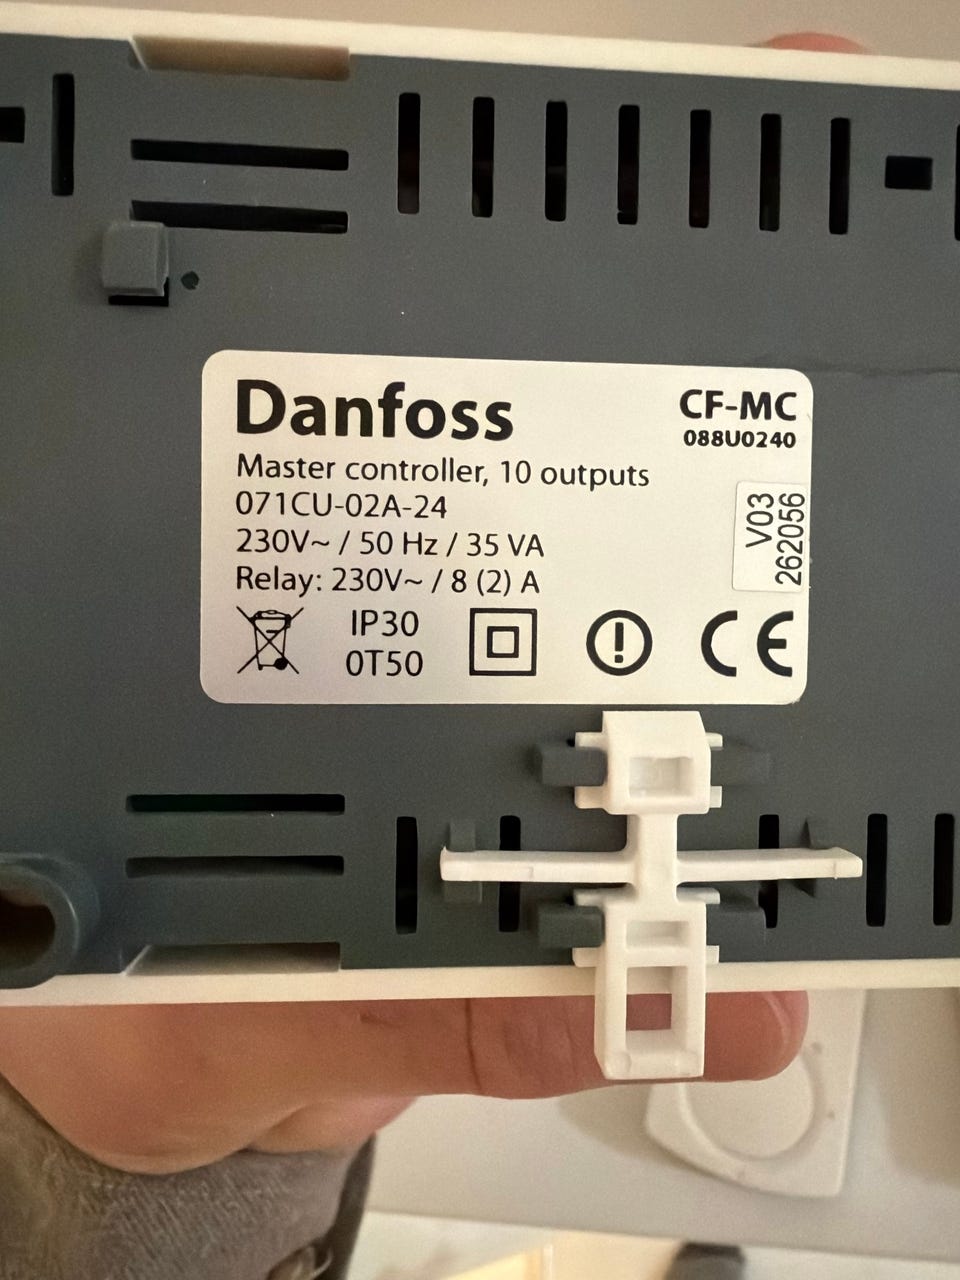 Danfoss
CF-MC
088U0240
Master controller, 10 outputs
071CU-02A-24
230V~ / 50 Hz / 35 VA
Relay: 230V~ / 8 (2) A
V03
262056
IP30
0T50
CE